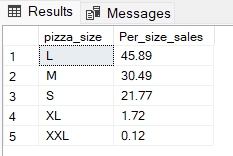 Results Messages
pizza_size Per_size_sales
1 L 45.89
2 M 30.49
3 S 21.77
4 XL 1.72
5 XXL 0.12